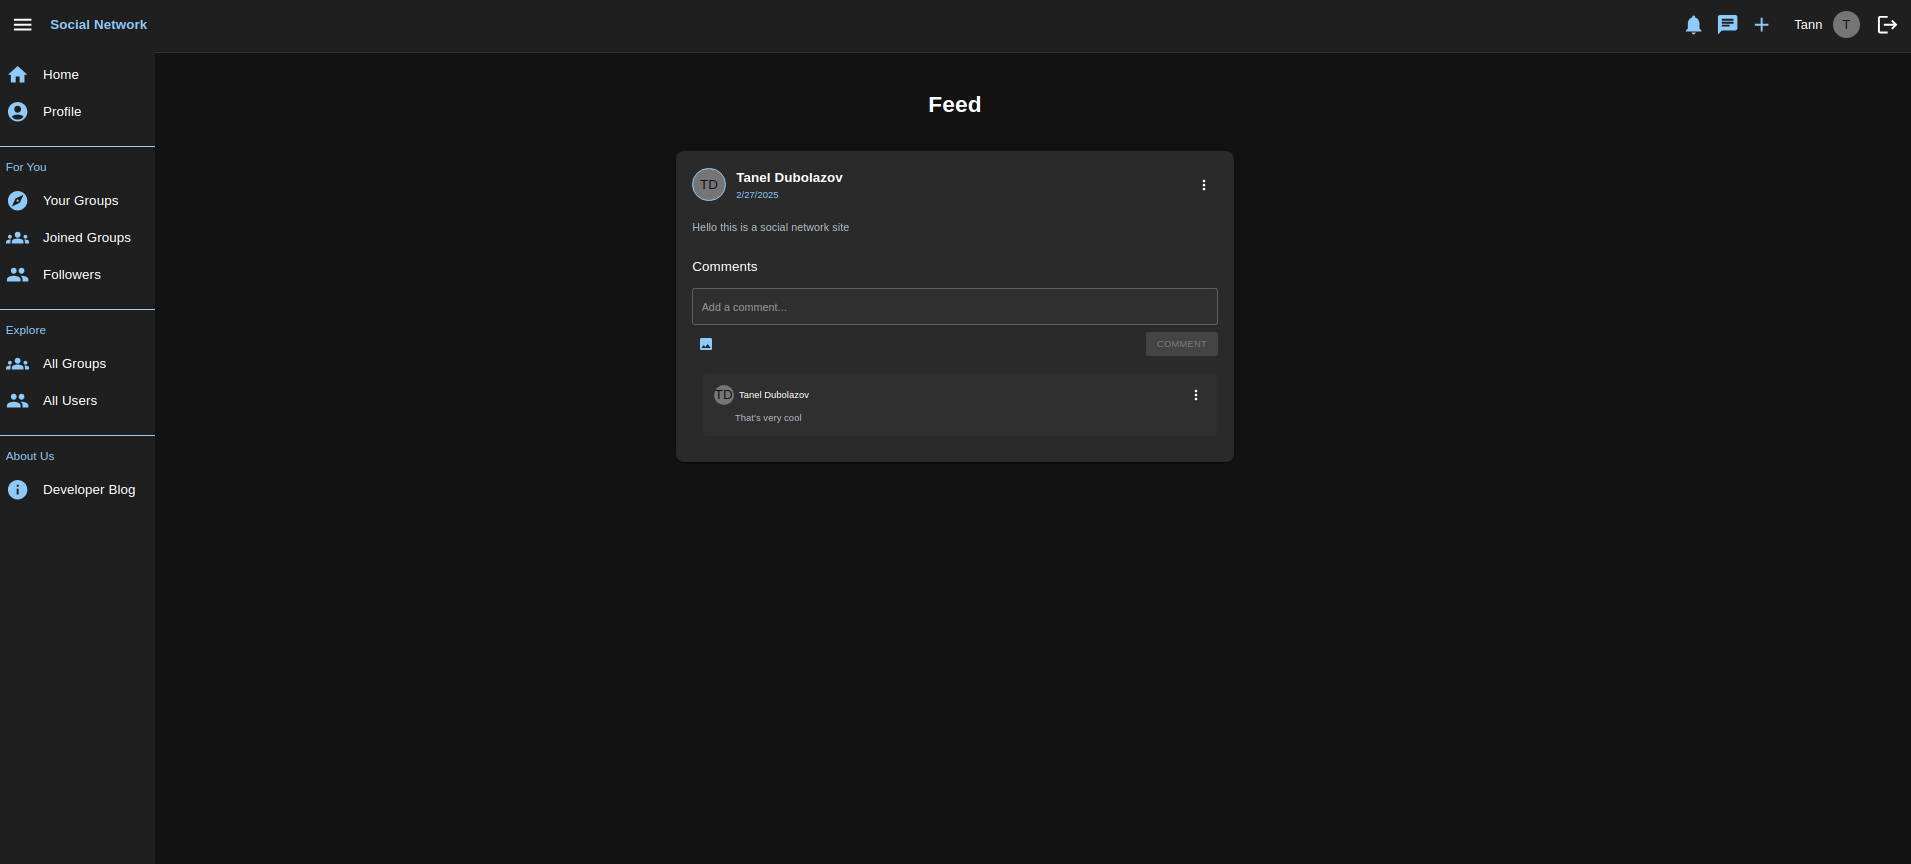 Social Network
Tann T
Home
Profile
For You
Your Groups
Joined Groups
Followers
Explore
All Groups
All Users
About Us
Developer Blog
Feed
TD Tanel Dubolazov
2/27/2025
Hello this is a social network site
Comments
Add a comment...
COMMENT
TD Tanel Dubolazov
That's very cool